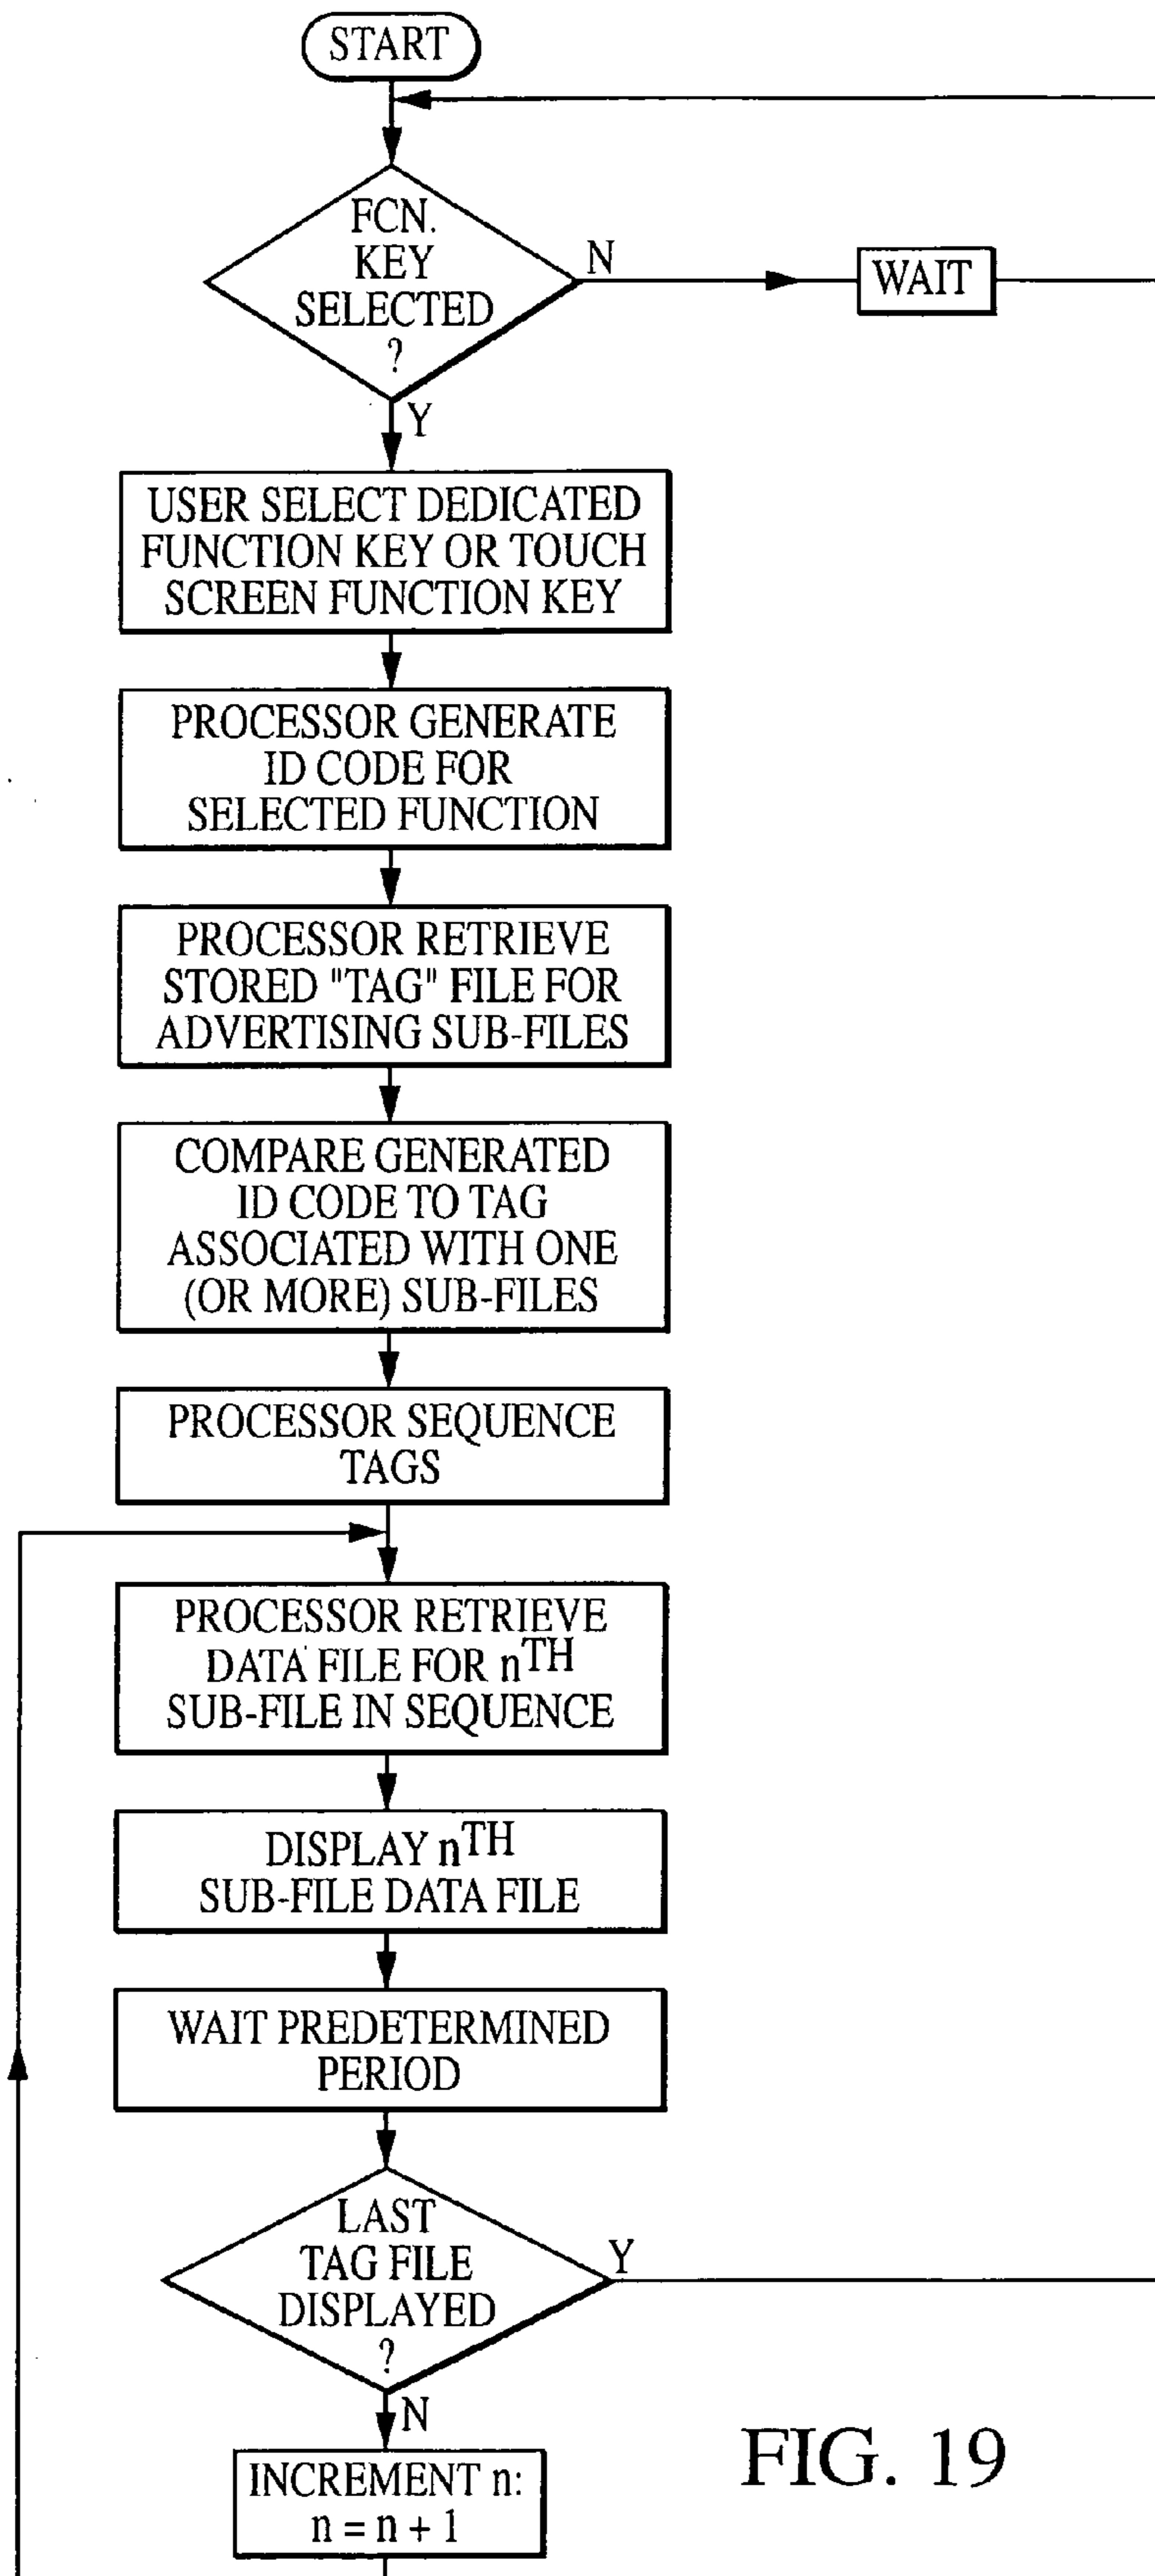 START
FCN.
KEY
SELECTED
?
N
WAIT
Y
USER SELECT DEDICATED
FUNCTION KEY OR TOUCH
SCREEN FUNCTION KEY
PROCESSOR GENERATE
ID CODE FOR
SELECTED FUNCTION
PROCESSOR RETRIEVE
STORED "TAG" FILE FOR
ADVERTISING SUB-FILES
COMPARE GENERATED
ID CODE TO TAG
ASSOCIATED WITH ONE
(OR MORE) SUB-FILES
PROCESSOR SEQUENCE
TAGS
PROCESSOR RETRIEVE
DATA FILE FOR nTH
SUB-FILE IN SEQUENCE
DISPLAY nTH
SUB-FILE DATA FILE
WAIT PREDETERMINED
PERIOD
LAST
TAG FILE
DISPLAYED
?
Y
N
INCREMENT n:
n = n + 1
FIG. 19